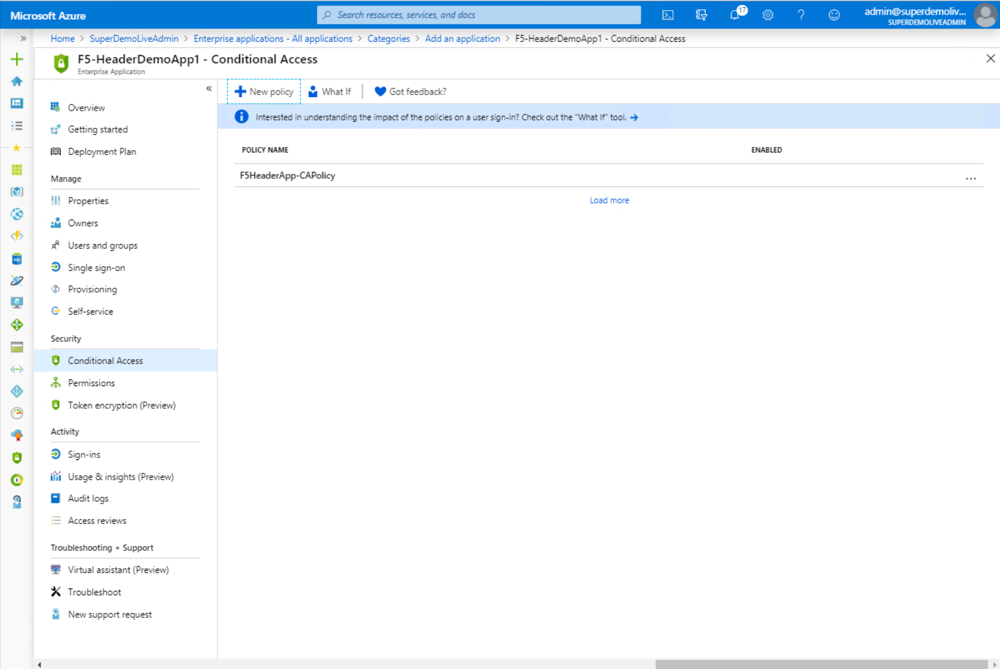 Microsoft Azure
Search resources, services, and docs
17
admin@superdemoliv...
SUPERDEMOLIVEADMIN
Home > SuperDemoLiveAdmin > Enterprise applications - All applications > Categories > Add an application > F5-HeaderDemoApp1 - Conditional Access
F5-HeaderDemoApp1 - Conditional Access
Enterprise Application
New policy
What If
Got feedback?
Interested in understanding the impact of the policies on a user sign-in? Check out the "What If" tool.
POLICY NAME
ENABLED
F5HeaderApp-CAPolicy
...
Load more
Overview
Getting started
Deployment Plan
Manage
Properties
Owners
Users and groups
Single sign-on
Provisioning
Self-service
Security
Conditional Access
Permissions
Token encryption (Preview)
Activity
Sign-ins
Usage & insights (Preview)
Audit logs
Access reviews
Troubleshooting + Support
Virtual assistant (Preview)
Troubleshoot
New support request
SQL